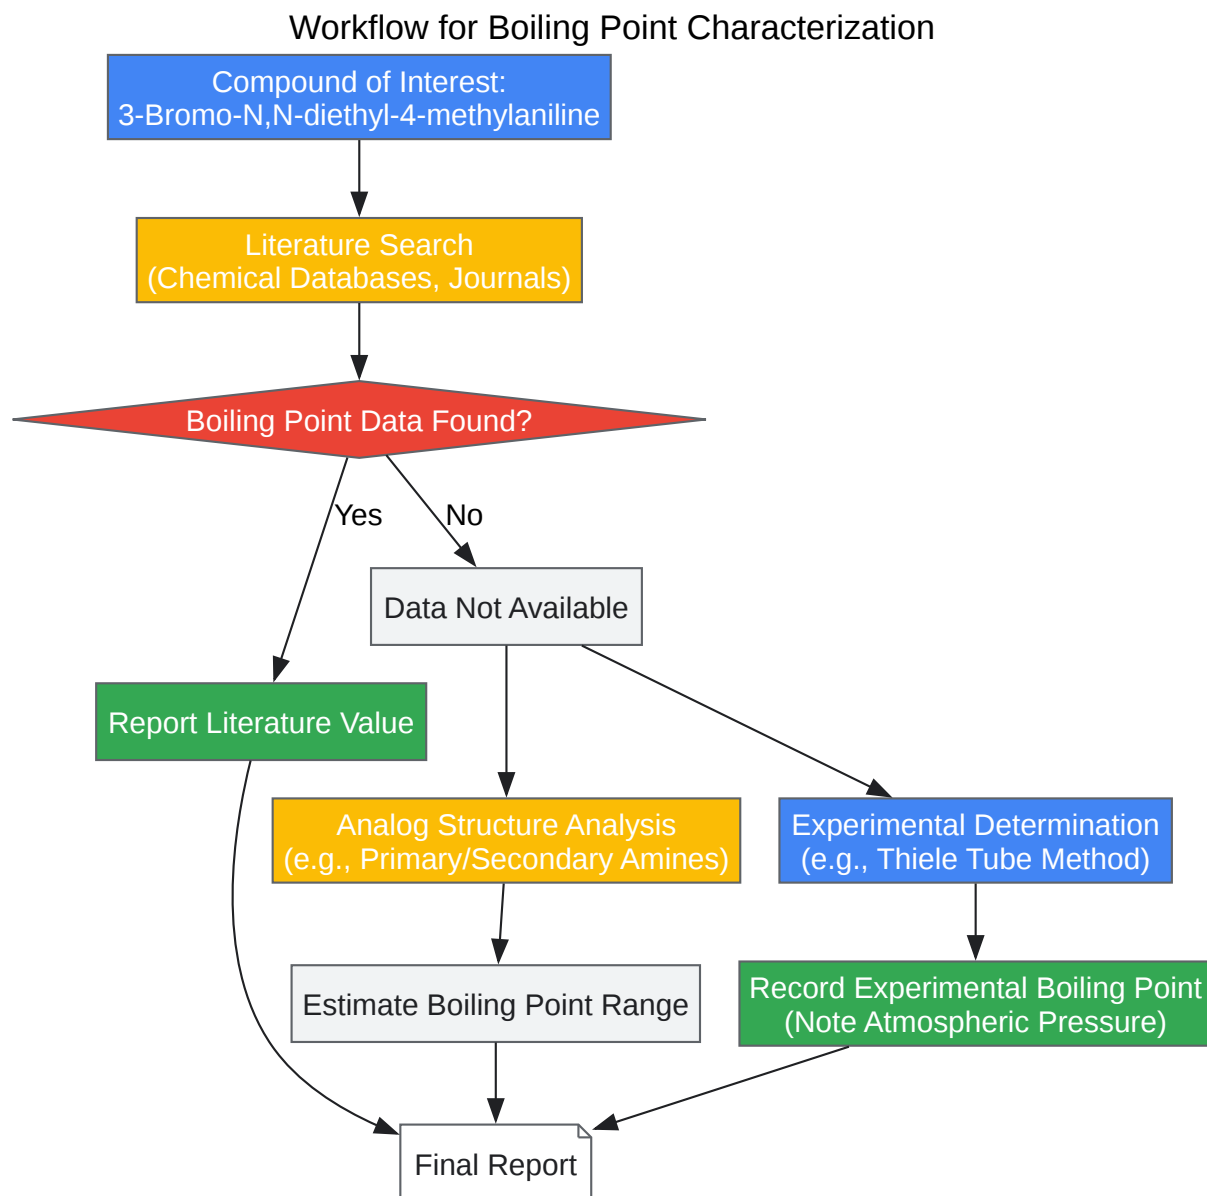 Workflow for Boiling Point Characterization
Compound of Interest:
3-Bromo-N,N-diethyl-4-methylaniline
Literature Search
(Chemical Databases, Journals)
Boiling Point Data Found?
Yes
No
Data Not Available
Report Literature Value
Analog Structure Analysis
(e.g., Primary/Secondary Amines)
Experimental Determination
(e.g., Thiele Tube Method)
Estimate Boiling Point Range
Record Experimental Boiling Point
(Note Atmospheric Pressure)
Final Report